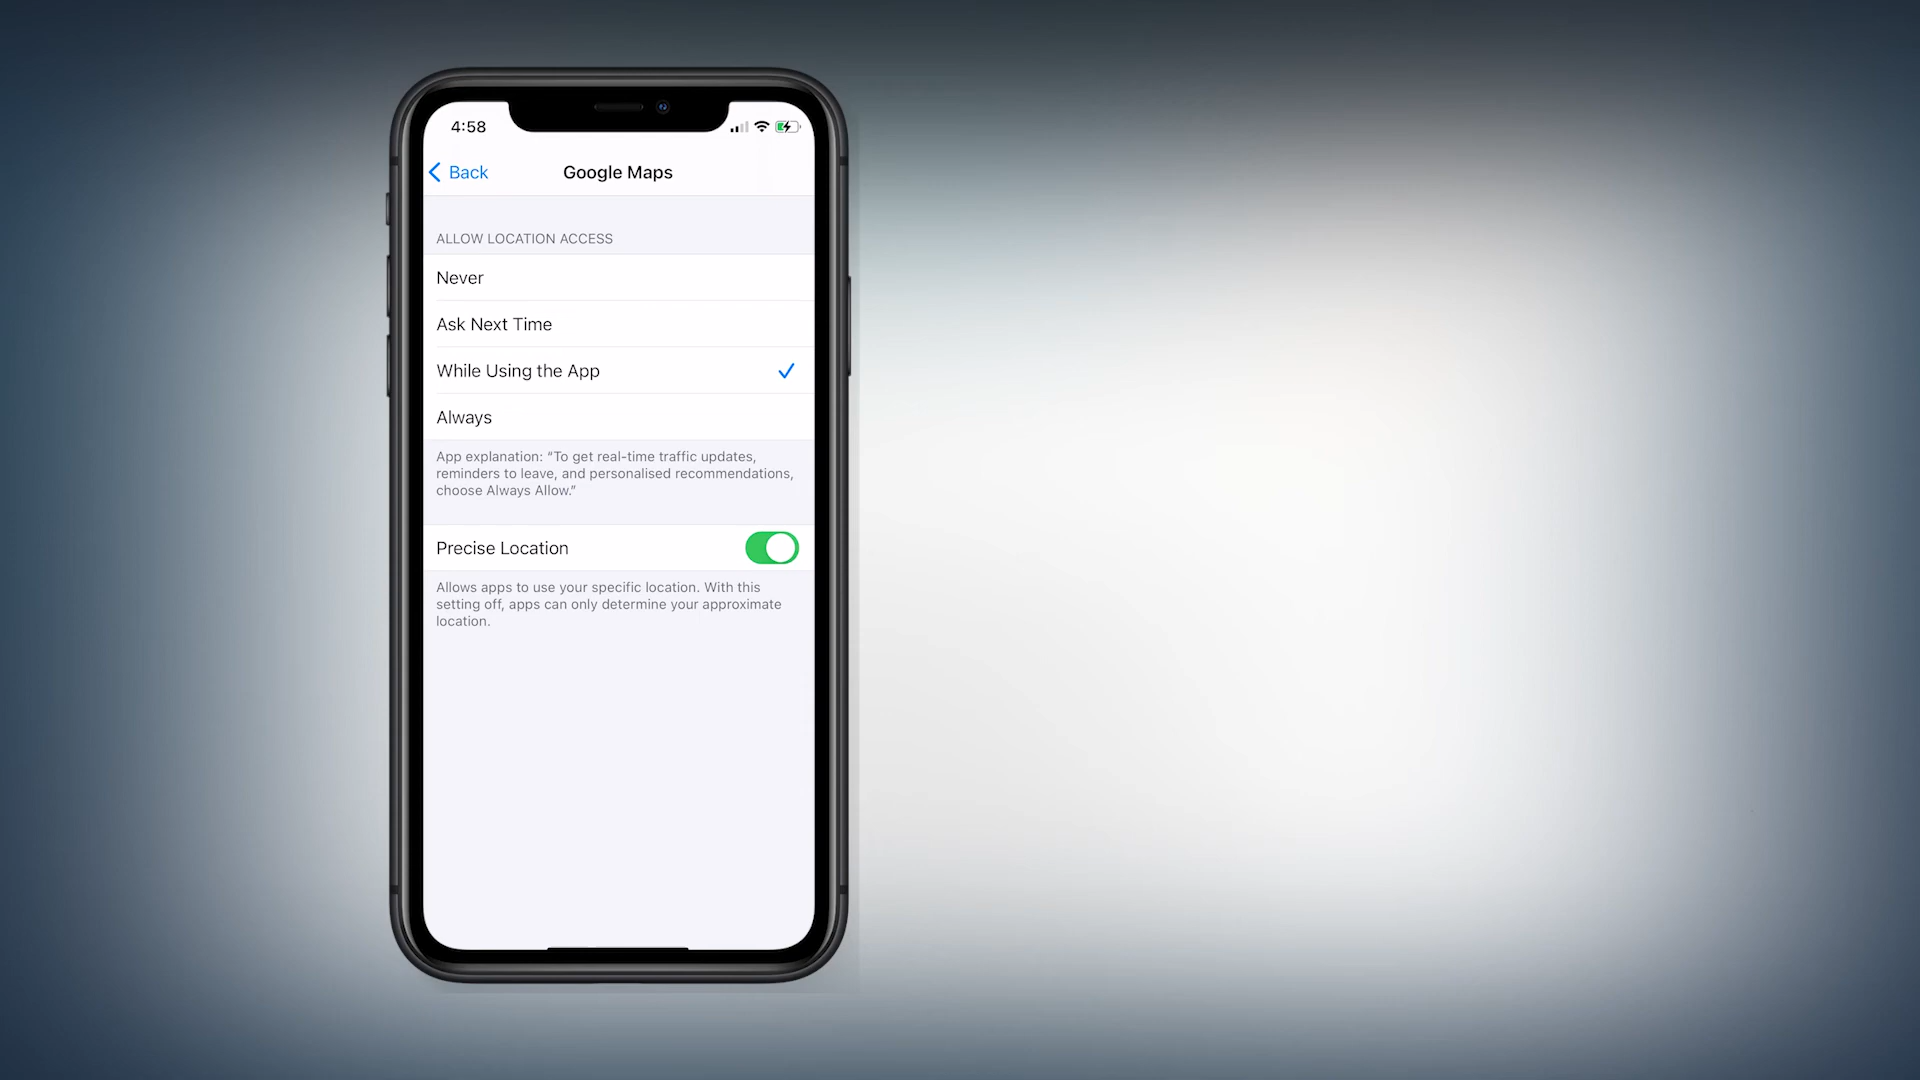 4:58
Back
Google Maps
ALLOW LOCATION ACCESS
Never
Ask Next Time
While Using the App
Always
App explanation: “To get real-time traffic updates,
reminders to leave, and personalised recommendations,
choose Always Allow.”
Precise Location
Allows apps to use your specific location. With this
setting off, apps can only determine your approximate
location.